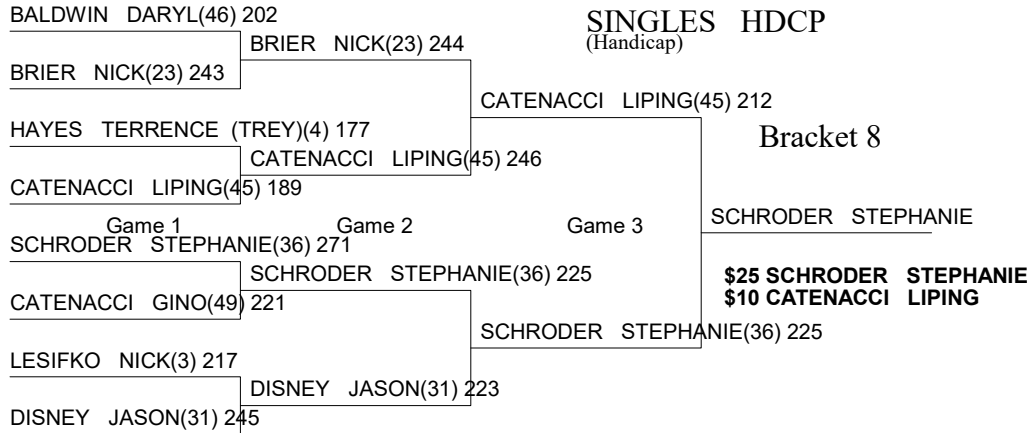 BALDWIN DARYL(46) 202
SINGLES HDCP
(Handicap)
BRIER NICK(23) 244
BRIER NICK(23) 243
CATENACCI LIPING(45) 212
HAYES TERRENCE (TREY)(4) 177
Bracket 8
CATENACCI LIPING(45) 246
CATENACCI LIPING(45) 189
Game 1 Game 2 Game 3
SCHRODER STEPHANIE
SCHRODER STEPHANIE(36) 271
SCHRODER STEPHANIE(36) 225
$25 SCHRODER STEPHANIE
$10 CATENACCI LIPING
CATENACCI GINO(49) 221
SCHRODER STEPHANIE(36) 225
LESIFKO NICK(3) 217
DISNEY JASON(31) 223
DISNEY JASON(31) 245